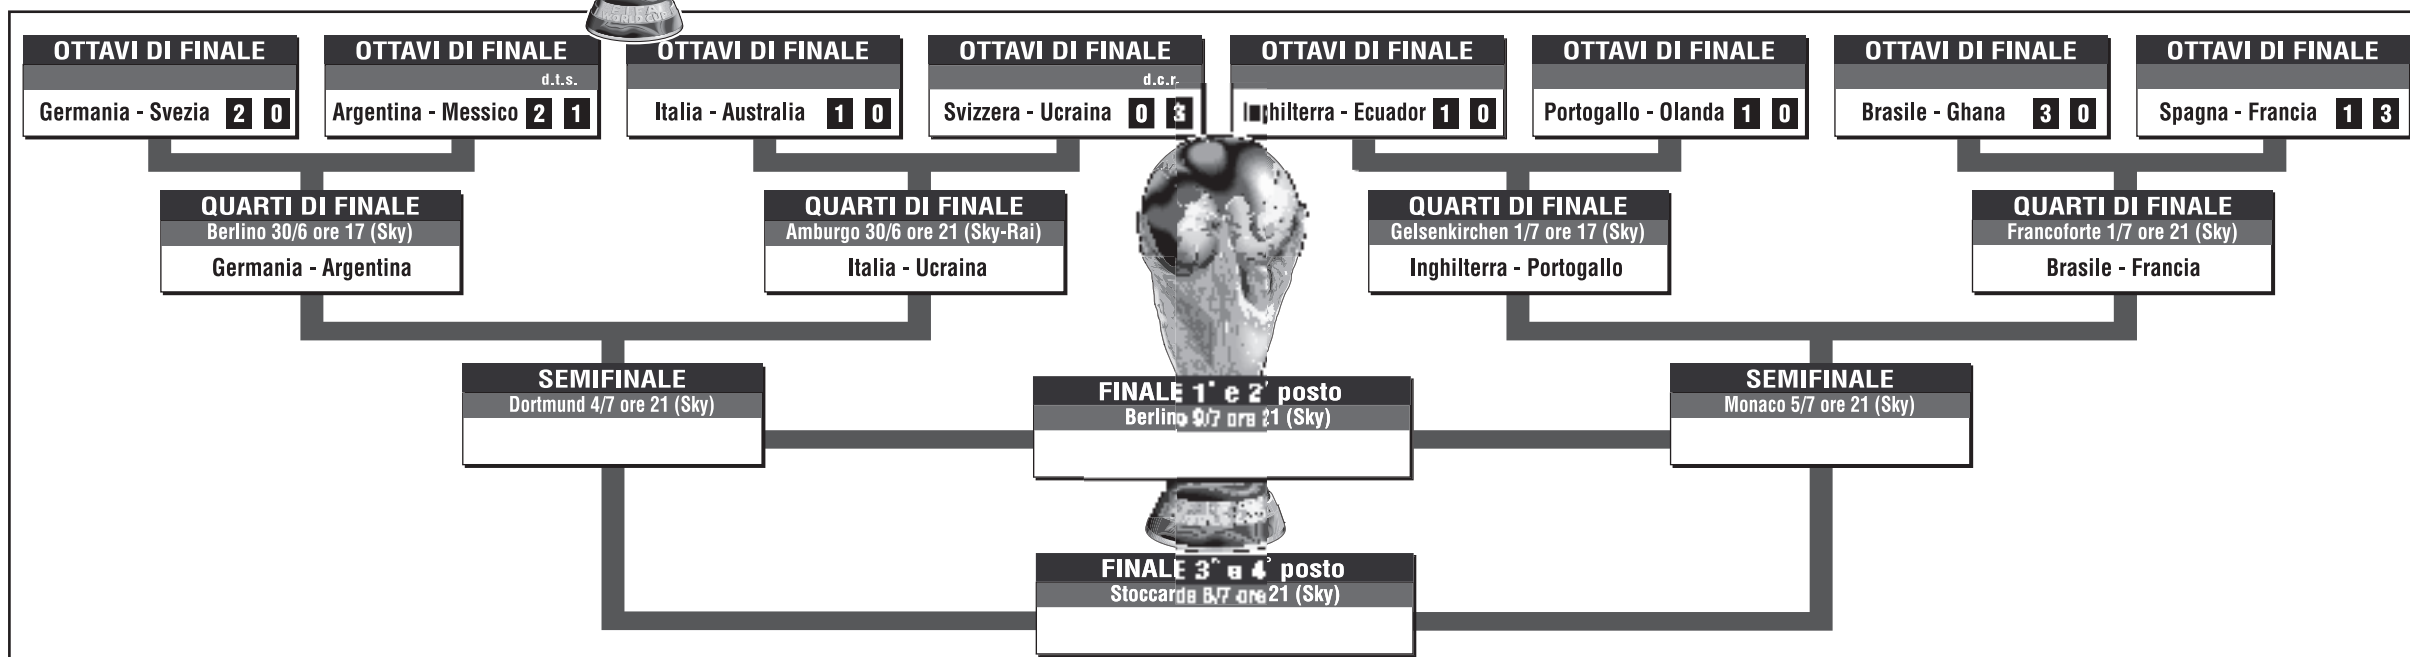 WORLD CUP
OTTAVI DI FINALE
Germania - Svezia 2 0
OTTAVI DI FINALE
d.t.s.
Argentina - Messico 2 1
OTTAVI DI FINALE
Italia - Australia 1 0
OTTAVI DI FINALE
d.c.r.
Svizzera - Ucraina 0 3
OTTAVI DI FINALE
Inghilterra - Ecuador 1 0
OTTAVI DI FINALE
Portogallo - Olanda 1 0
OTTAVI DI FINALE
Brasile - Ghana 3 0
OTTAVI DI FINALE
Spagna - Francia 1 3
QUARTI DI FINALE
Berlino 30/6 ore 17 (Sky)
Germania - Argentina
QUARTI DI FINALE
Amburgo 30/6 ore 21 (Sky-Rai)
Italia - Ucraina
QUARTI DI FINALE
Gelsenkirchen 1/7 ore 17 (Sky)
Inghilterra - Portogallo
QUARTI DI FINALE
Francoforte 1/7 ore 21 (Sky)
Brasile - Francia
SEMIFINALE
Dortmund 4/7 ore 21 (Sky)
FINALE 1° e 2° posto
Berlino 9/7 ore 21 (Sky)
SEMIFINALE
Monaco 5/7 ore 21 (Sky)
FINALE 3° e 4° posto
Stoccarda 8/7 ore 21 (Sky)